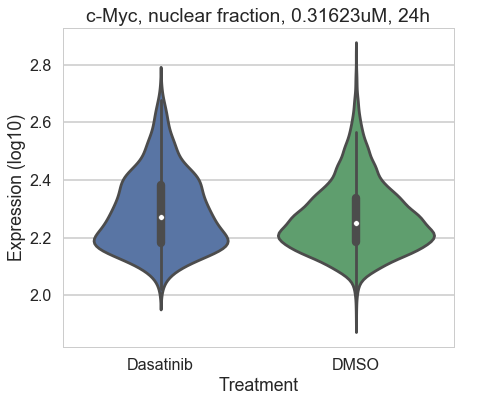 c-Myc, nuclear fraction, 0.31623uM, 24h
2.8
2.6
2.4
2.2
2.0
Expression (log10)
Dasatinib
DMSO
Treatment